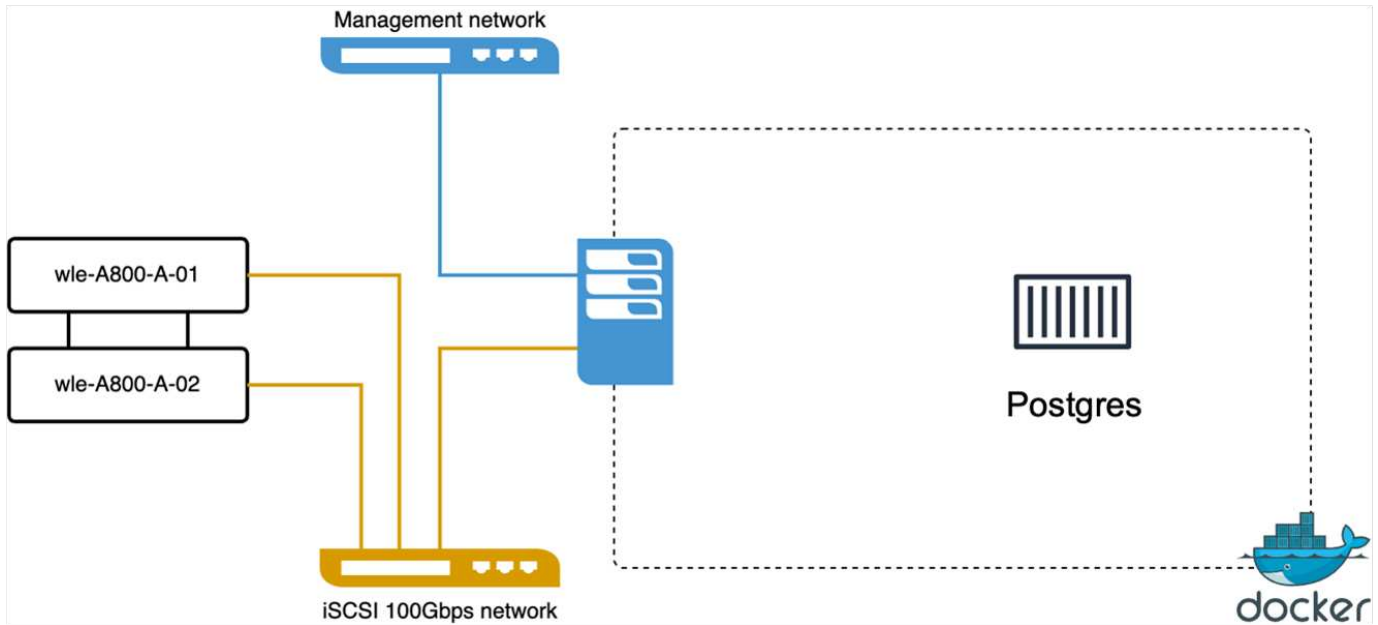 Management network
wle-A800-A-01
wle-A800-A-02
Postgres
iSCSI 100Gbps network
docker